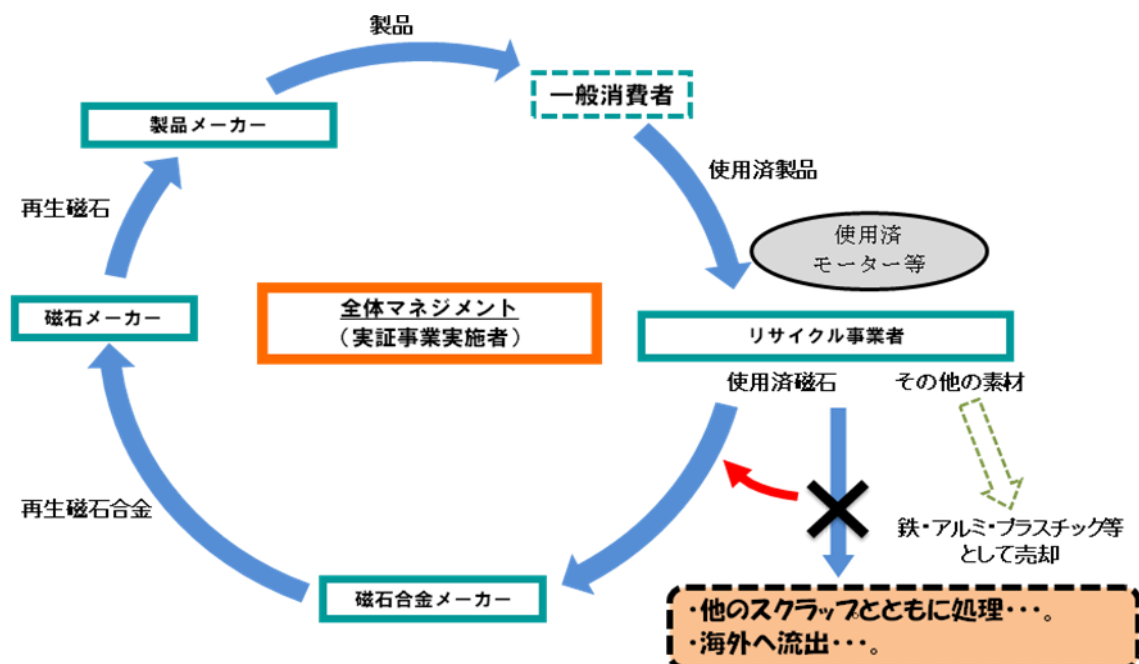 製品
一般消費者
製品メーカー
使用済製品
再生磁石
使用済
モーター等
磁石メーカー
全体マネジメント
（実証事業実施者）
リサイクル事業者
使用済磁石
その他の素材
再生磁石合金
鉄・アルミ・プラスチック等
として売却
磁石合金メーカー
・他のスクラップとともに処理・・・。
・海外へ流出・・・。